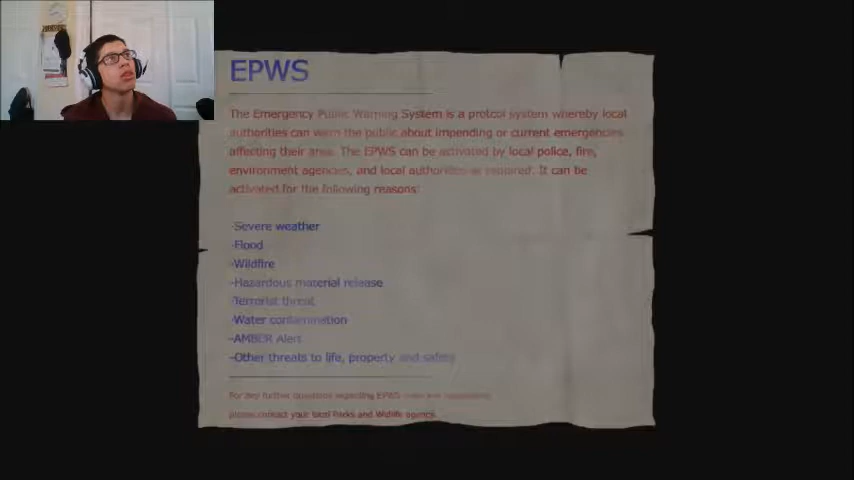 EPWS
The Emergency Public Warning System is a protcol system whereby local
authorities can warn the public about impending or current emergencies
affecting their area. The EPWS can be activated by local police, fire,
environment agencies, and local authorities as required. It can be
activated for the following reasons:
-Severe weather
-Flood
-Wildfire
-Hazardous material release
-Terrorist threat
-Water contamination
-AMBER Alert
-Other threats to life, property and safety
For any further questions regarding EPWS
please contact your local Parks and Wildlife agency.